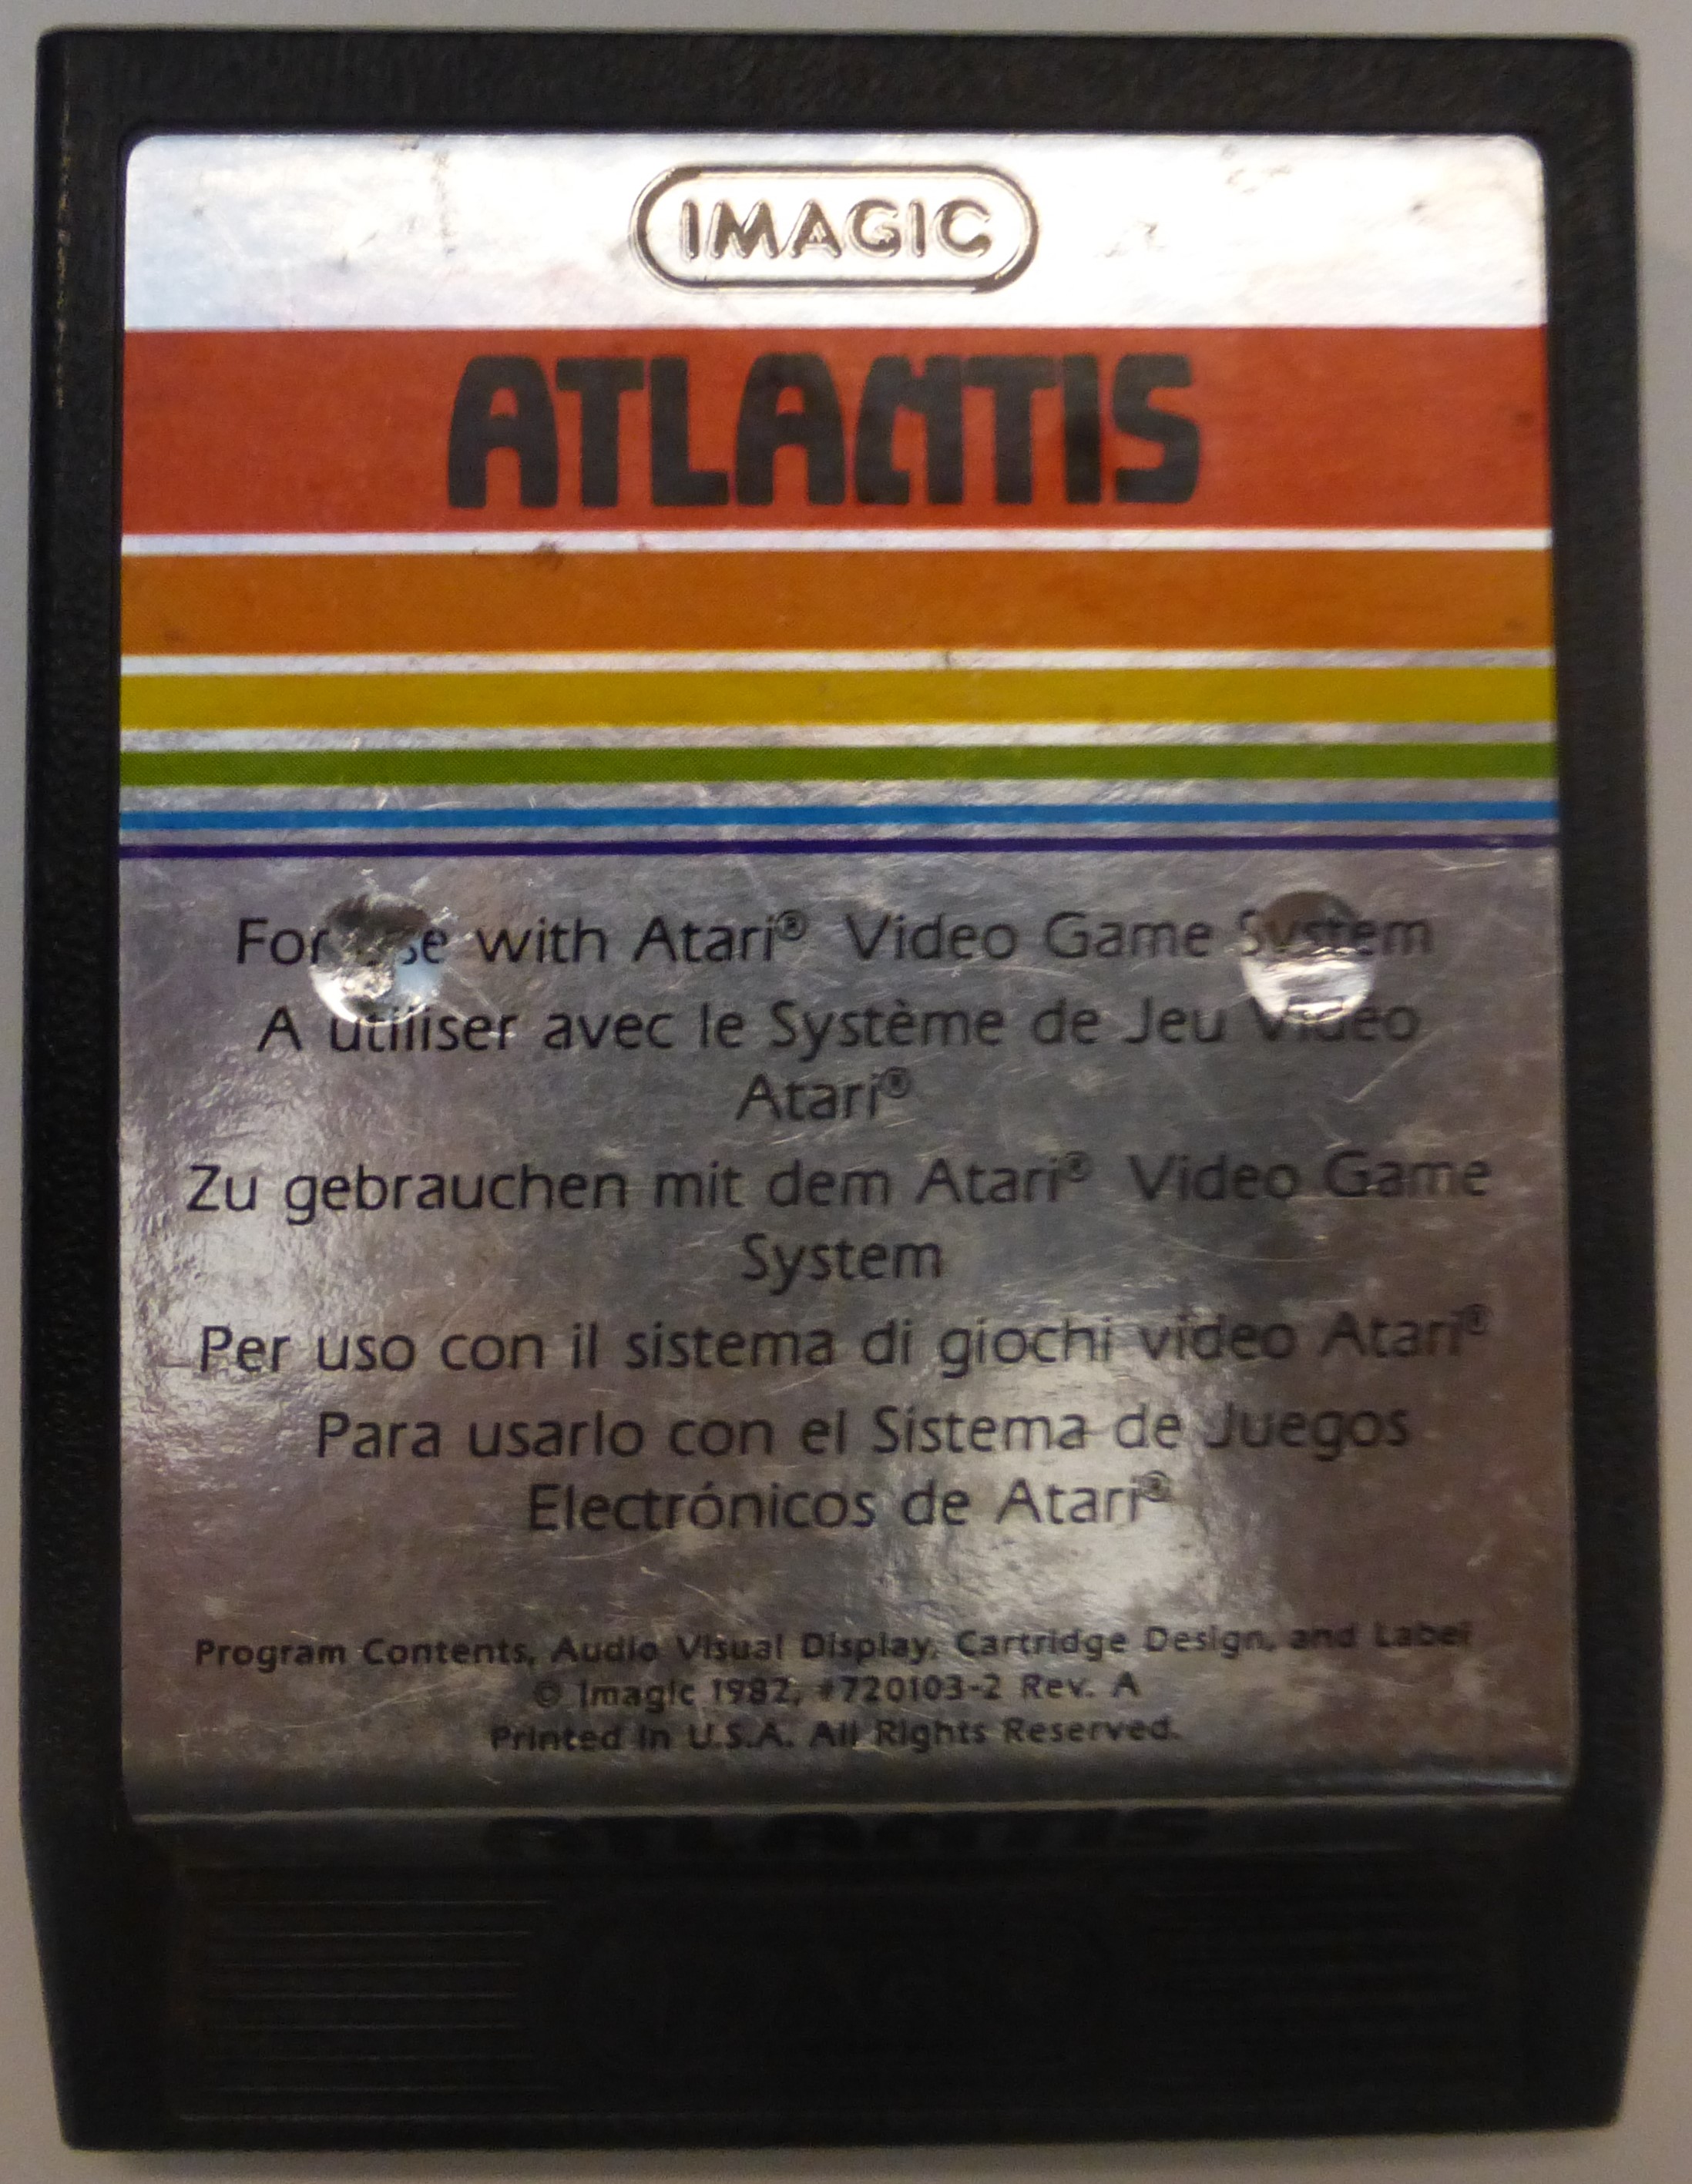 IMAGIC
ATLANTIS
For Use with Atari® Video Game System
A utiliser avec le Système de Jeu Video
Atari®
Zu gebrauchen mit dem Atari® Video Game
System
Per uso con il sistema di giochi video Atari®
Para usarlo con el Sistema de Juegos
Electrónicos de Atari®
Program Contents, Audio Visual Display, Cartridge Design, and Label
© Imagic 1982, #720103-2 Rev. A
Printed in U.S.A. All Rights Reserved.
ATLANTIS